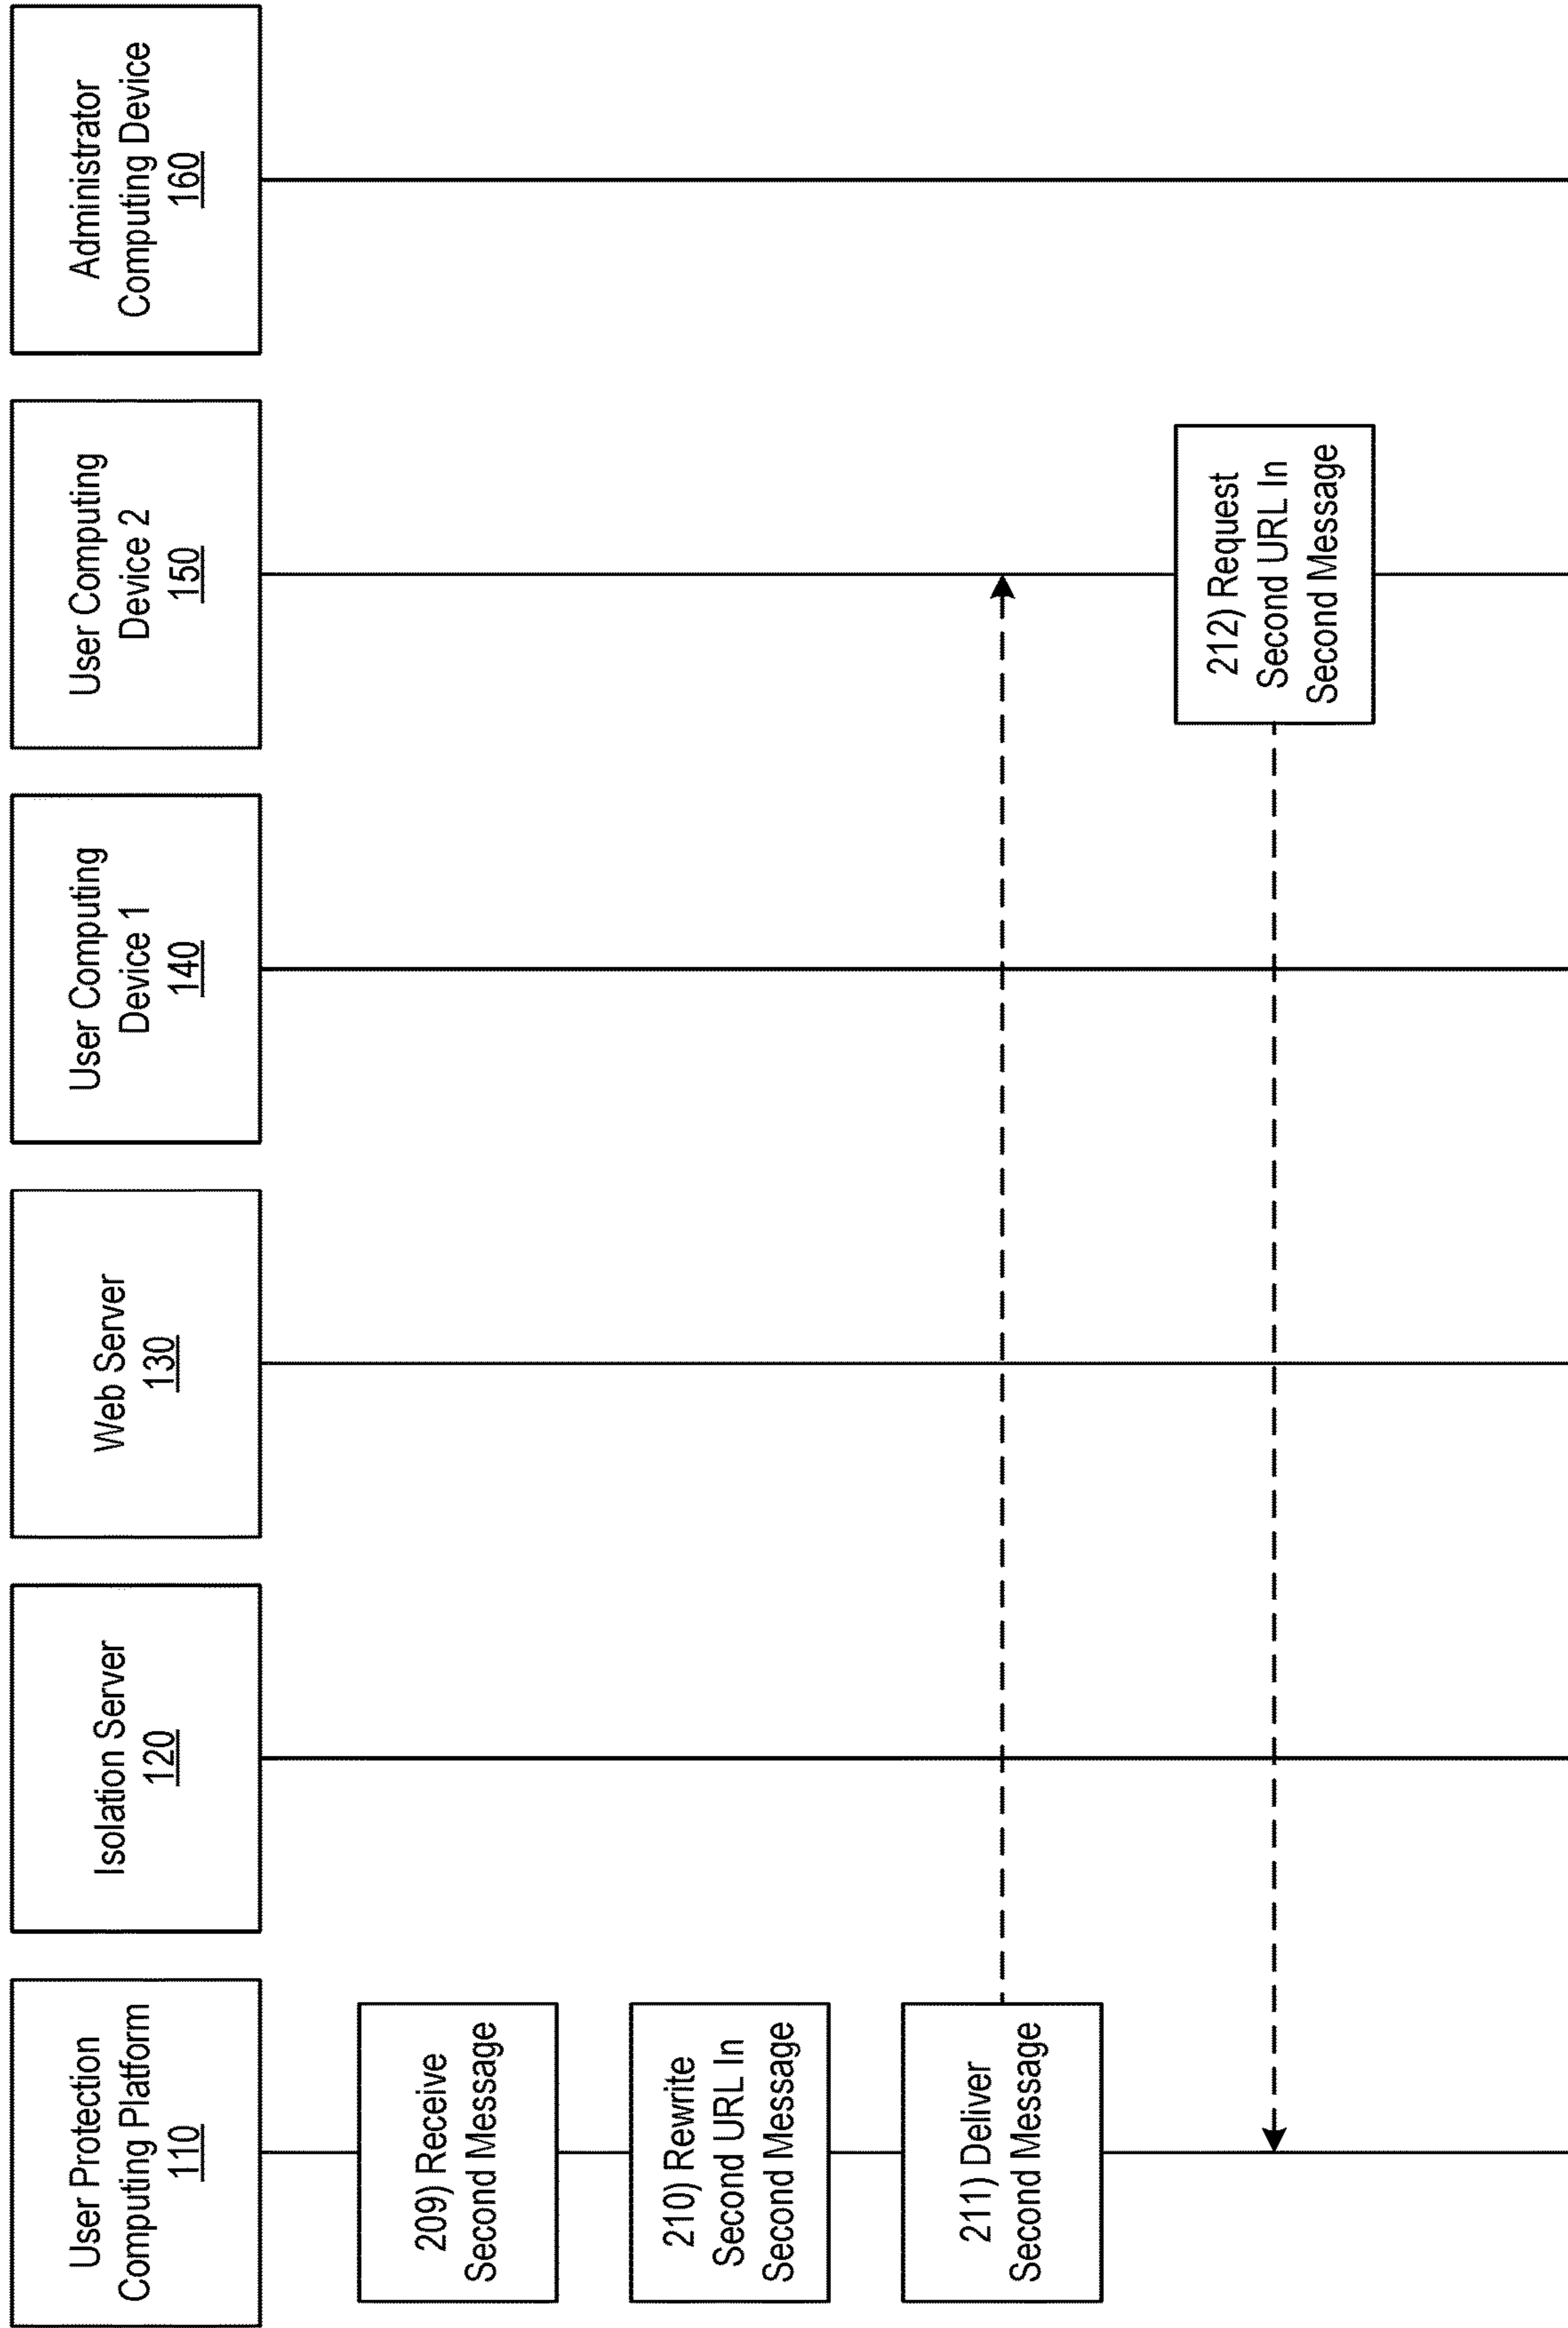 User Protection
Computing Platform
110
Isolation Server
120
Web Server
130
User Computing
Device 1
140
User Computing
Device 2
150
Administrator
Computing Device
160
209) Receive
Second Message
210) Rewrite
Second URL In
Second Message
211) Deliver
Second Message
212) Request
Second URL In
Second Message